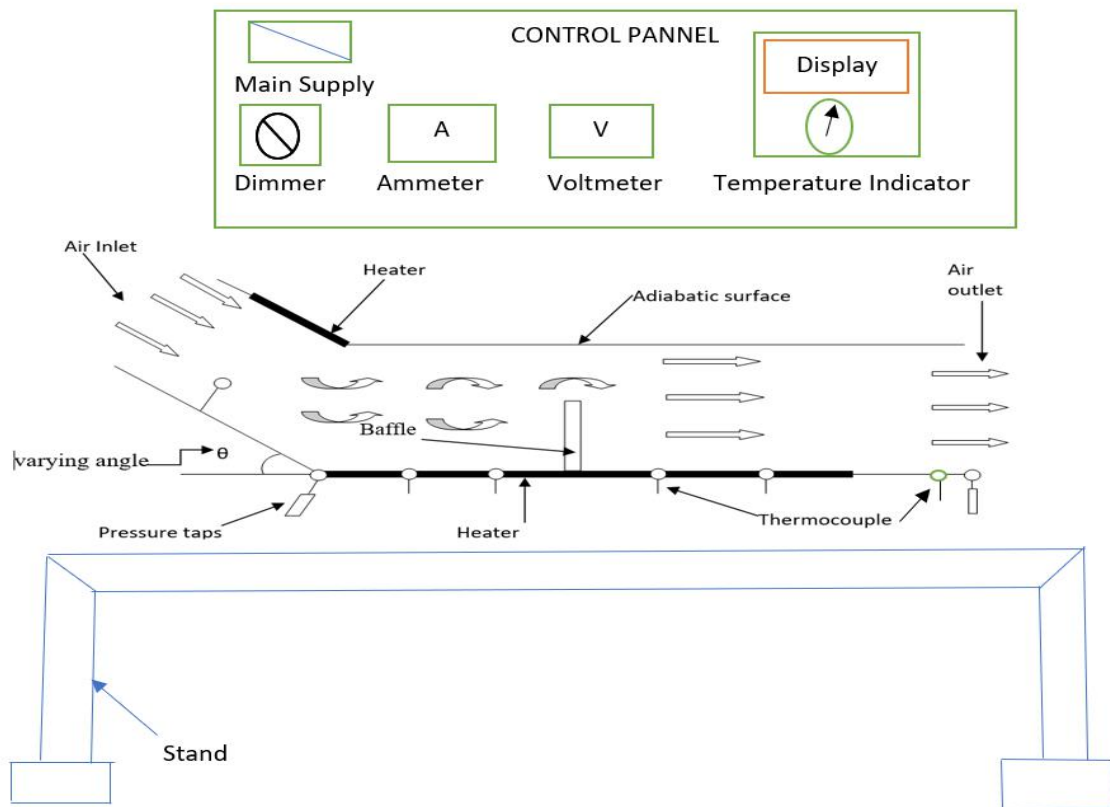 CONTROL PANNEL
Display
Main Supply
A
V
Dimmer
Ammeter
Voltmeter
Temperature Indicator
Air Inlet
Heater
Adiabatic surface
Air
outlet
Baffle
varying angle
θ
Pressure taps
Heater
Thermocouple
Stand